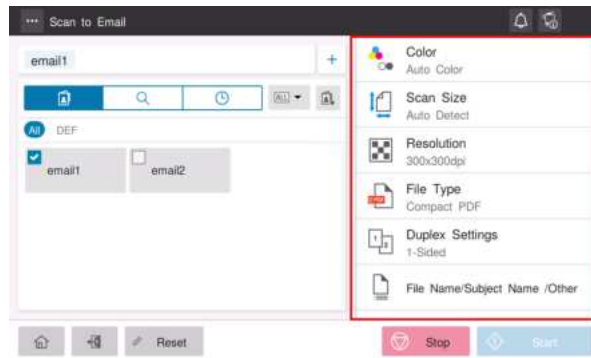 Scan to Email
email1
+
ALL
All DEF
email1
email2
Color
Auto Color
Scan Size
Auto Detect
Resolution
300x300dpi
File Type
Compact PDF
Duplex Settings
1-Sided
File Name/Subject Name /Other
Reset
Stop
Start